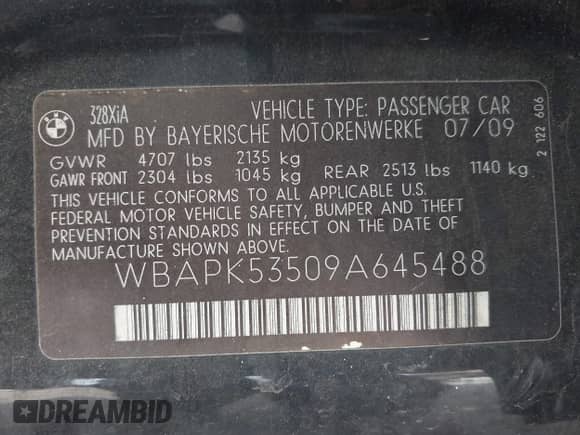 BMW
328XiA VEHICLE TYPE: PASSENGER CAR
MFD BY BAYERISCHE MOTORENWERKE 07/09
GVWR 4707 lbs 2135 kg
GAWR FRONT 2304 lbs 1045 kg REAR 2513 lbs 1140 kg
THIS VEHICLE CONFORMS TO ALL APPLICABLE U.S.
FEDERAL MOTOR VEHICLE SAFETY, BUMPER AND THEFT
PREVENTION STANDARDS IN EFFECT ON THE DATE OF
MANUFACTURE SHOWN ABOVE.
WBAPK53509A645488
2 122 606
DREAMBID